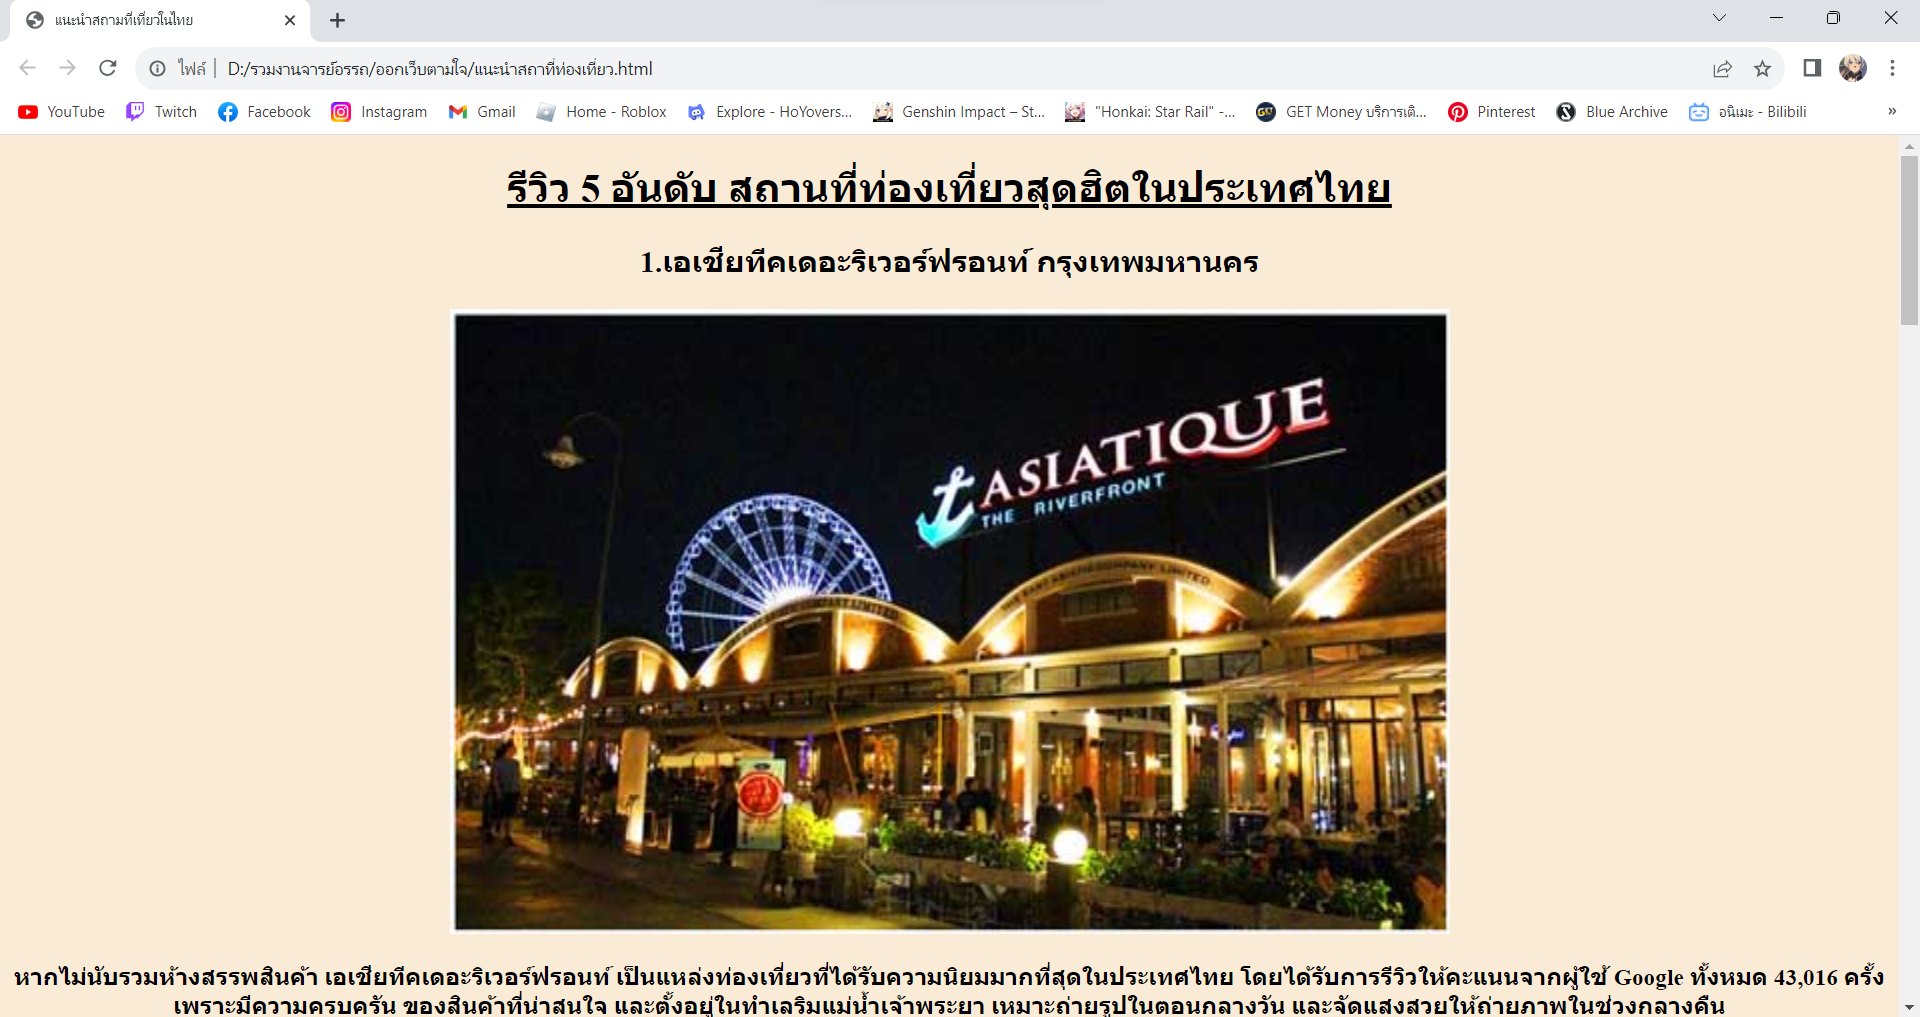 แนะนำสถามที่เที่ยวในไทย
ไฟล์ | D:/รวมงานจารย์อรรถ/ออกเว็บตามใจ/แนะนำสถาที่ท่องเที่ยว.html
YouTube Twitch Facebook Instagram Gmail Home - Roblox Explore - HoYovers... Genshin Impact – St... "Honkai: Star Rail" -... GET Money บริการเติ... Pinterest Blue Archive อนิเมะ - Bilibili »
รีวิว 5 อันดับ สถานที่ท่องเที่ยวสุดฮิตในประเทศไทย
1.เอเชียทีคเดอะริเวอร์ฟรอนท์ กรุงเทพมหานคร
ASIATIQUE
THE RIVERFRONT
COMPANY LIMITED
หากไม่นับรวมห้างสรรพสินค้า เอเชียทีคเดอะริเวอร์ฟรอนท์ เป็นแหล่งท่องเที่ยวที่ได้รับความนิยมมากที่สุดในประเทศไทย โดยได้รับการรีวิวให้คะแนนจากผู้ใช้ Google ทั้งหมด 43,016 ครั้ง
เพราะมีความครบครัน ของสินค้าที่น่าสนใจ และตั้งอยู่ในทำเลริมแม่น้ำเจ้าพระยา เหมาะถ่ายรูปในตอนกลางวัน และจัดแสงสวยให้ถ่ายภาพในช่วงกลางคืน